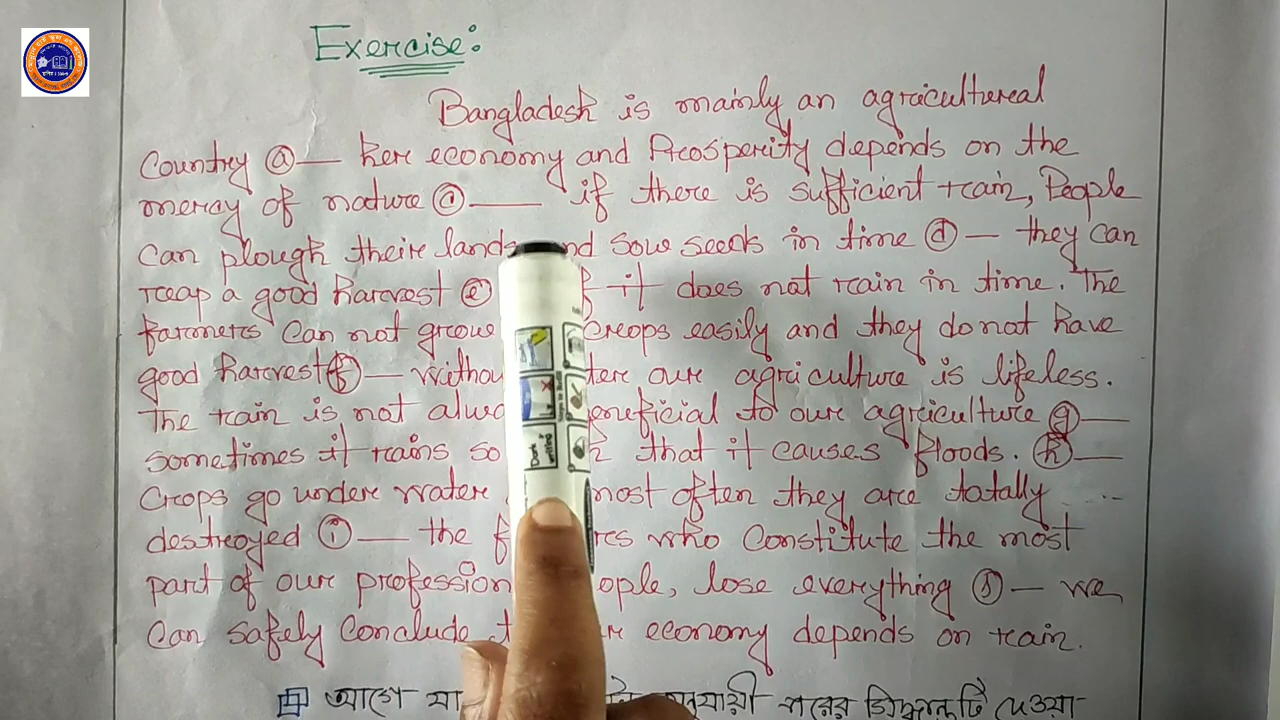 Exercise:
Bangladesh is mainly an agricultural
Country ⓐ — her economy and Prosperity depends on the
mercy of nature ⓒ — if there is sufficient rain, People
Can plough their lands and sow seeds in time ⓓ — they can
reap a good harvest ⓔ it does not rain in time. The
farmers Can not grow Crops easily and they do not have
good harvest ⓕ — without our agriculture is lifeless.
The rain is not beneficial to our agriculture ⓖ —
sometimes it rains so that it causes floods. ⓗ —
Crops go under water most often they are totally
destroyed ⓘ — the who Constitute the most
part of our profession lose everything ⓙ — we
Can safely Conclude economy depends on rain.
আগে অনুযায়ী পরের দেওয়া